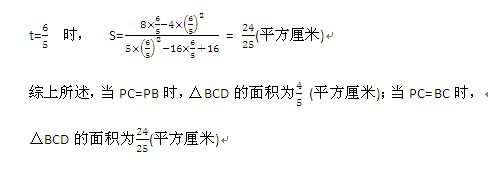 t=6/5 时， S=(8×6/5−4×(6/5)²)/(5×(6/5)²−16×6/5+16) = 24/25(平方厘米)↵
综上所述，当 PC=PB 时，△BCD 的面积为4/5 (平方厘米)；当 PC=BC 时，
△BCD 的面积为24/25(平方厘米)↵